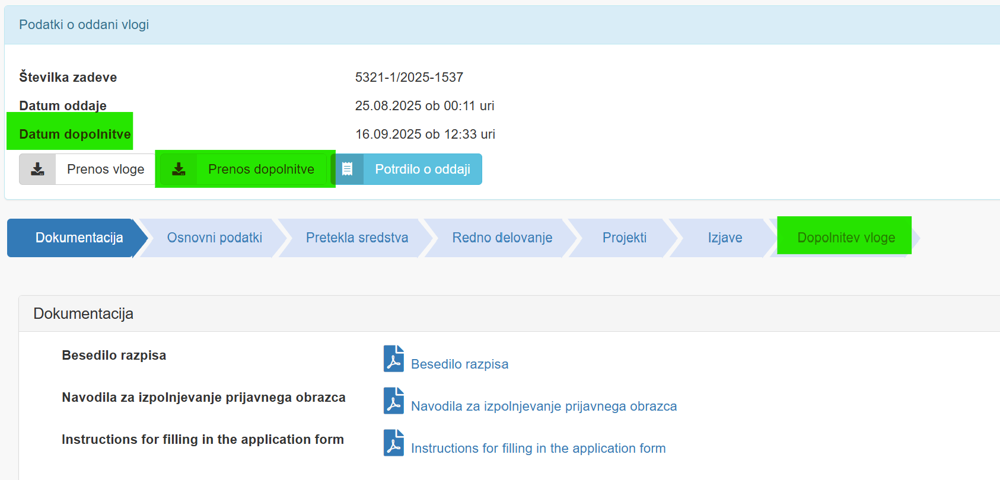 Podatki o oddani vlogi
Številka zadeve 5321-1/2025-1537
Datum oddaje 25.08.2025 ob 00:11 uri
Datum dopolnitve 16.09.2025 ob 12:33 uri
Prenos vloge Prenos dopolnitve Potrdilo o oddaji
Dokumentacija Osnovni podatki Pretekla sredstva Redno delovanje Projekti Izjave Dopolnitev vloge
Dokumentacija
Besedilo razpisa Besedilo razpisa
Navodila za izpolnjevanje prijavnega obrazca Navodila za izpolnjevanje prijavnega obrazca
Instructions for filling in the application form Instructions for filling in the application form